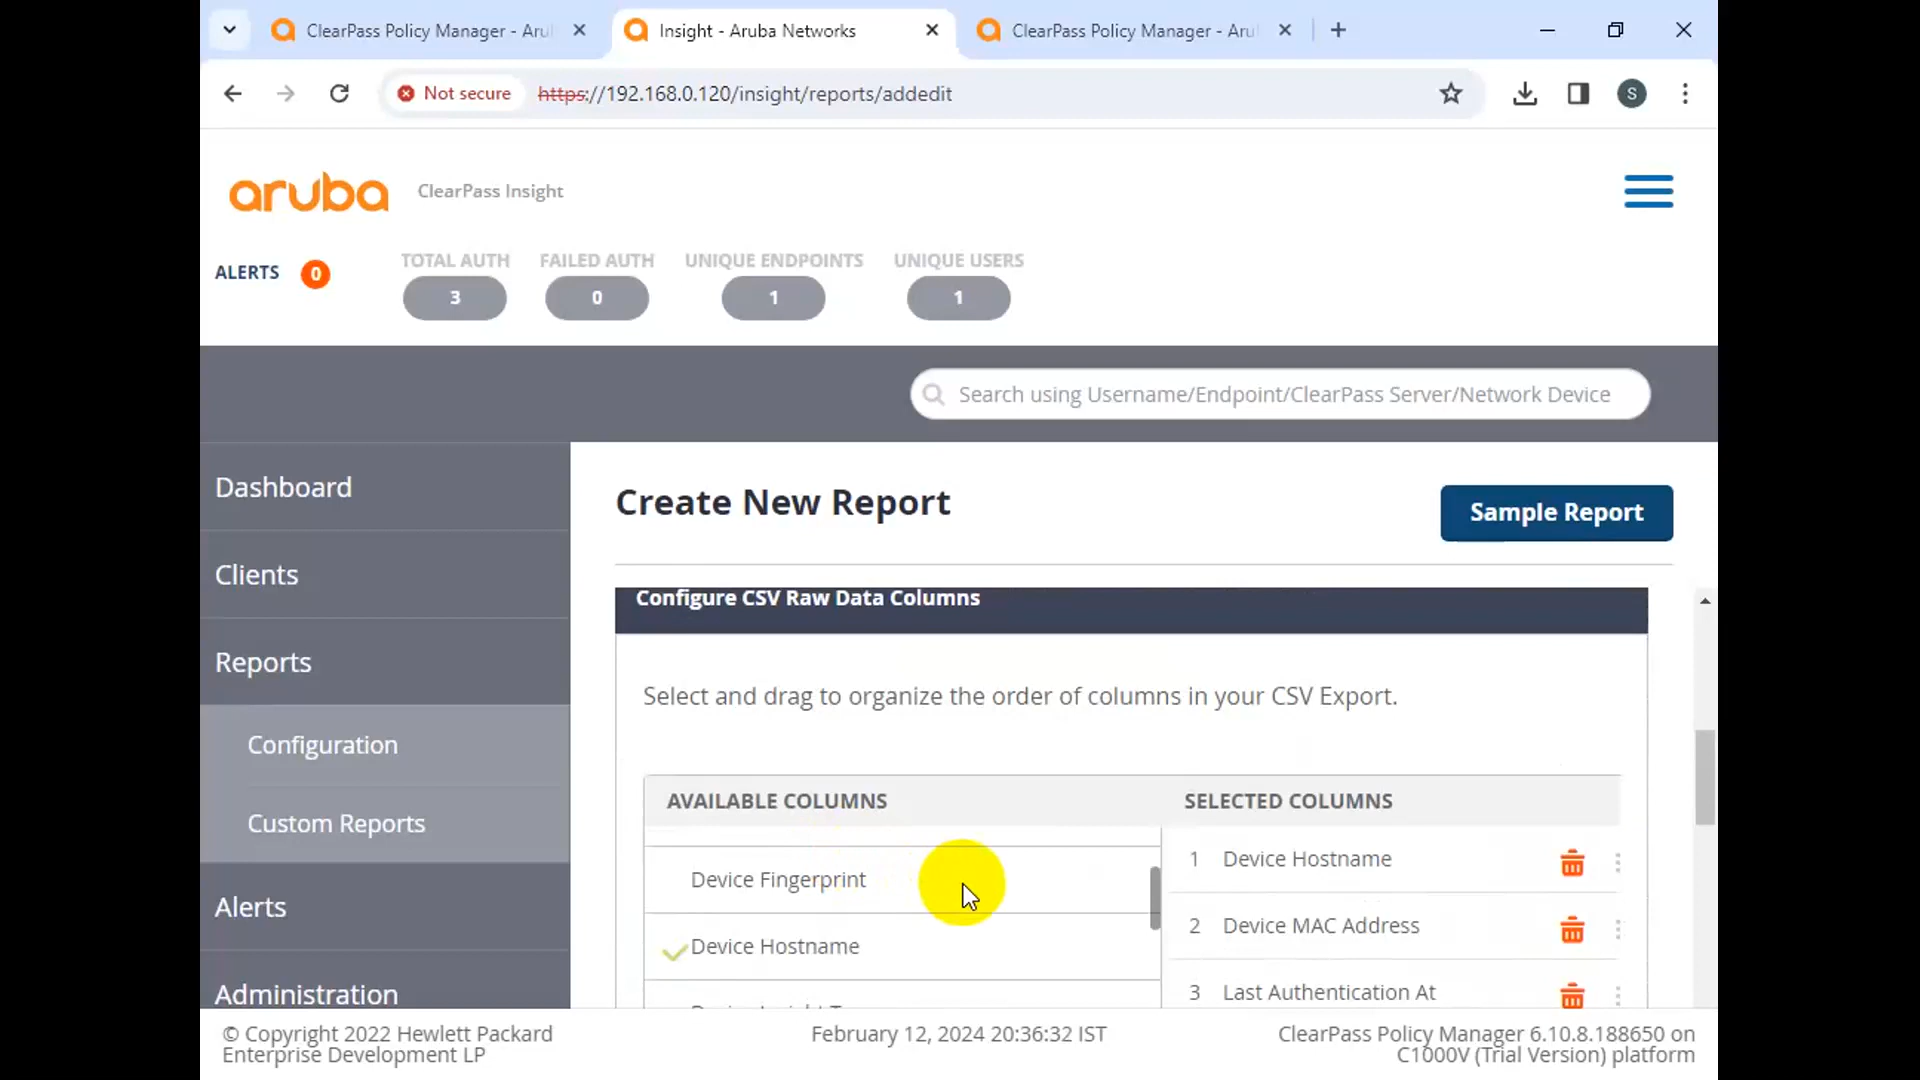 ClearPass Policy Manager - Aru
Insight - Aruba Networks
ClearPass Policy Manager - Aru
Not secure
https://192.168.0.120/insight/reports/addedit
S
aruba
ClearPass Insight
ALERTS 0
TOTAL AUTH
3
FAILED AUTH
0
UNIQUE ENDPOINTS
1
UNIQUE USERS
1
Search using Username/Endpoint/ClearPass Server/Network Device
Dashboard
Clients
Reports
Configuration
Custom Reports
Alerts
Administration
Create New Report
Sample Report
Configure CSV Raw Data Columns
Select and drag to organize the order of columns in your CSV Export.
AVAILABLE COLUMNS
Device Fingerprint
Device Hostname
SELECTED COLUMNS
1 Device Hostname
2 Device MAC Address
3 Last Authentication At
© Copyright 2022 Hewlett Packard
Enterprise Development LP
February 12, 2024 20:36:32 IST
ClearPass Policy Manager 6.10.8.188650 on
C1000V (Trial Version) platform